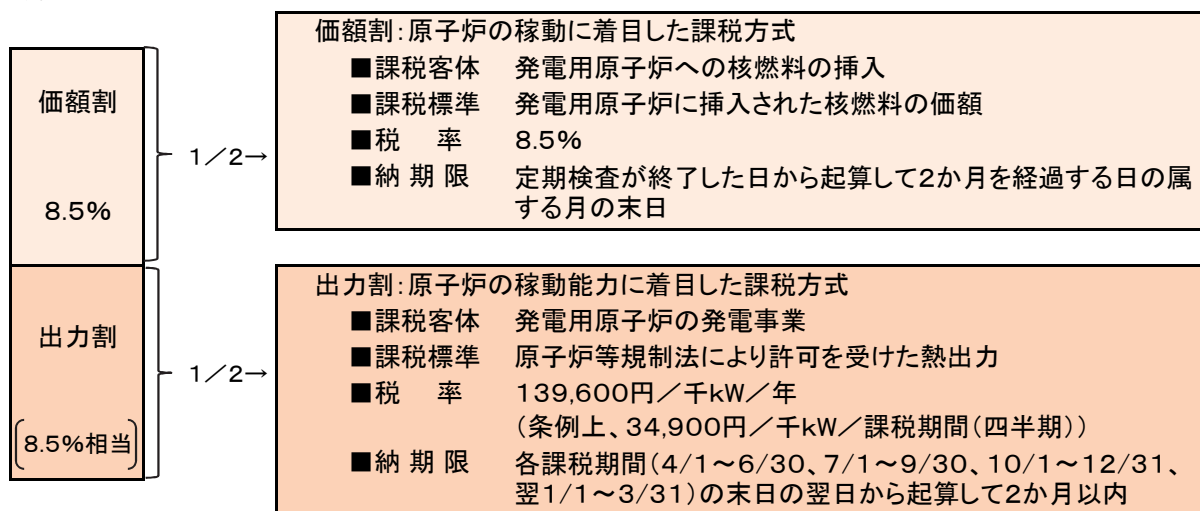 価額割
8.5%
1/2→
価額割:原子炉の稼動に着目した課税方式
■課税客体 発電用原子炉への核燃料の挿入
■課税標準 発電用原子炉に挿入された核燃料の価額
■税 率 8.5%
■納期限 定期検査が終了した日から起算して2か月を経過する日の属
する月の末日
出力割
(8.5%相当)
1/2→
出力割:原子炉の稼動能力に着目した課税方式
■課税客体 発電用原子炉の発電事業
■課税標準 原子炉等規制法により許可を受けた熱出力
■税 率 139,600円/千kW/年
(条例上、34,900円/千kW/課税期間(四半期))
■納期限 各課税期間(4/1~6/30、7/1~9/30、10/1~12/31、
翌1/1~3/31)の末日の翌日から起算して2か月以内